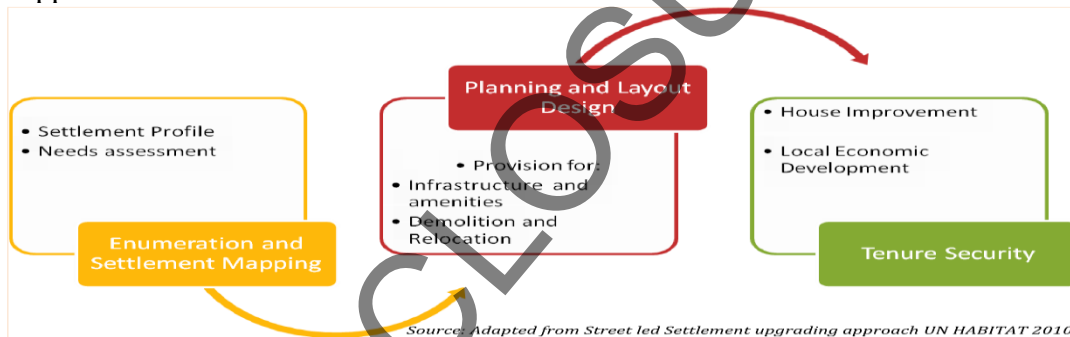 • Settlement Profile
• Needs assessment
Enumeration and
Settlement Mapping
Planning and Layout
Design
• Provision for:
• Infrastructure and
amenities
• Demolition and
Relocation
• House Improvement
• Local Economic
Development
Tenure Security
Source: Adapted from Street led Settlement upgrading approach UN HABITAT 2010
CLOSU